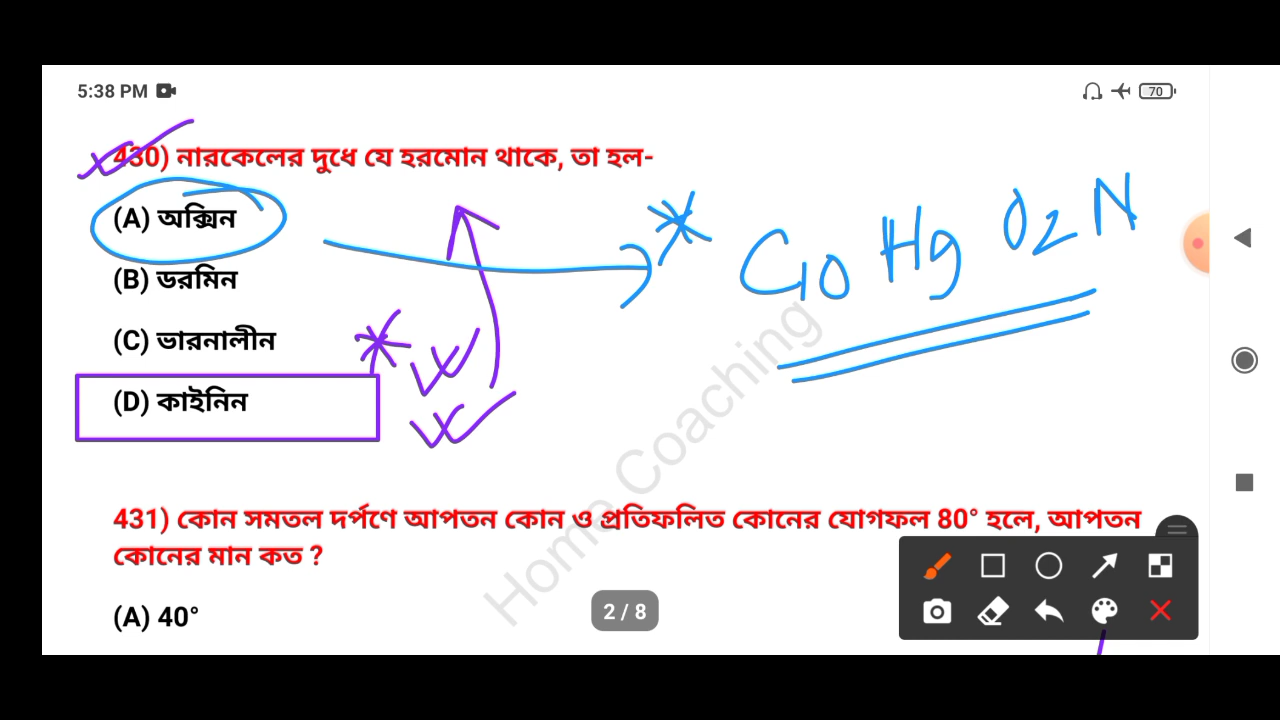 5:38 PM
70
430) নারকেলের দুধে যে হরমোন থাকে, তা হল-
(A) অক্সিন
C10 H9 O2 N
(B) ডরমিন
(C) ভারনালীন
(D) কাইনিন
Home Coaching
431) কোন সমতল দর্পণে আপতন কোন ও প্রতিফলিত কোনের যোগফল 80° হলে, আপতন
কোনের মান কত ?
(A) 40°
2 / 8